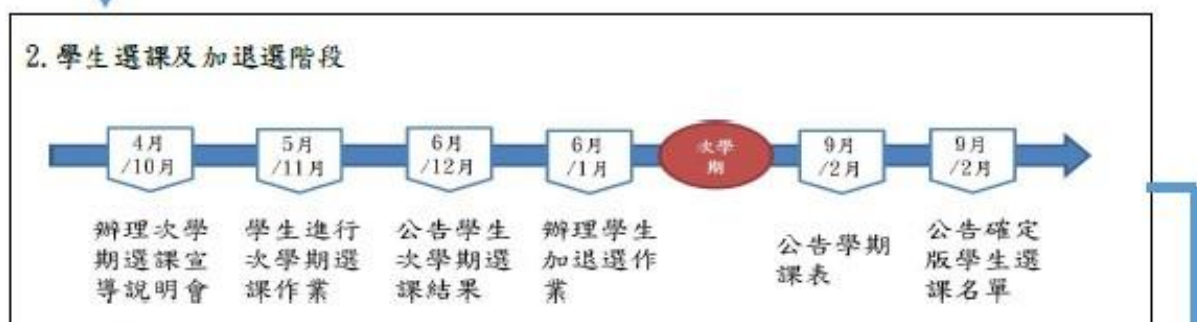 2. 學生選課及加退選階段
4月
/10月
5月
/11月
6月
/12月
6月
/1月
次學
期
9月
/2月
9月
/2月
辦理次學
期選課宣
導說明會
學生進行
次學期選
課作業
公告學生
次學期選
課結果
辦理學生
加退選作
業
公告學期
課表
公告確定
版學生選
課名單